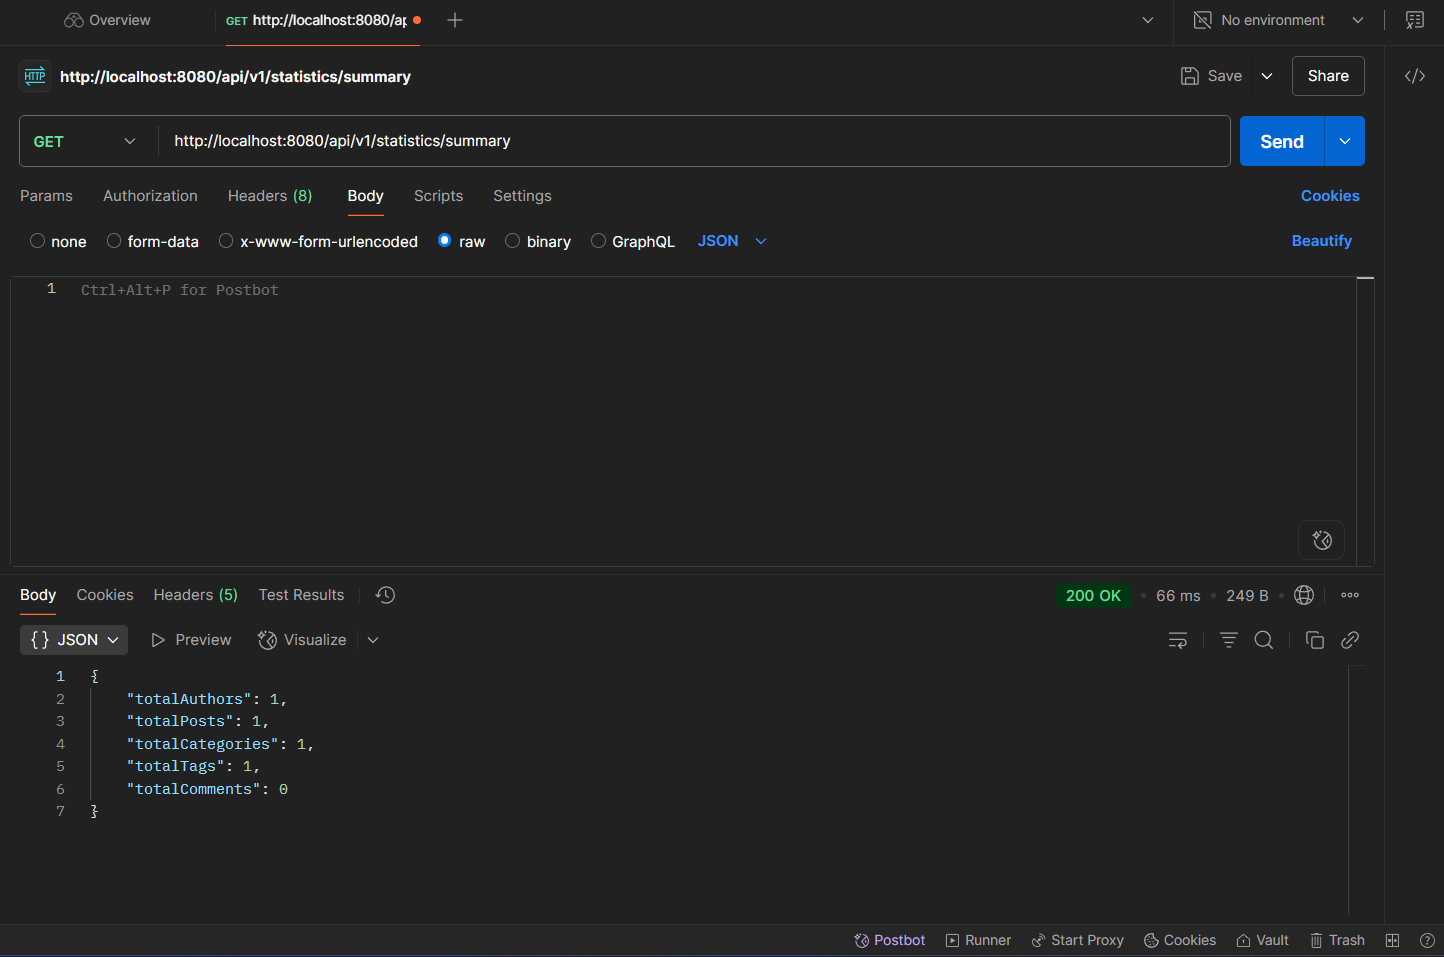 Overview
GET http://localhost:8080/ap
No environment
HTTP
http://localhost:8080/api/v1/statistics/summary
Save
Share
GET
http://localhost:8080/api/v1/statistics/summary
Send
Params Authorization Headers (8) Body Scripts Settings
Cookies
none form-data x-www-form-urlencoded raw binary GraphQL JSON
Beautify
1 Ctrl+Alt+P for Postbot
Body Cookies Headers (5) Test Results
200 OK • 66 ms • 249 B •
{} JSON Preview Visualize
1 {
2 "totalAuthors": 1,
3 "totalPosts": 1,
4 "totalCategories": 1,
5 "totalTags": 1,
6 "totalComments": 0
7 }
Postbot Runner Start Proxy Cookies Vault Trash